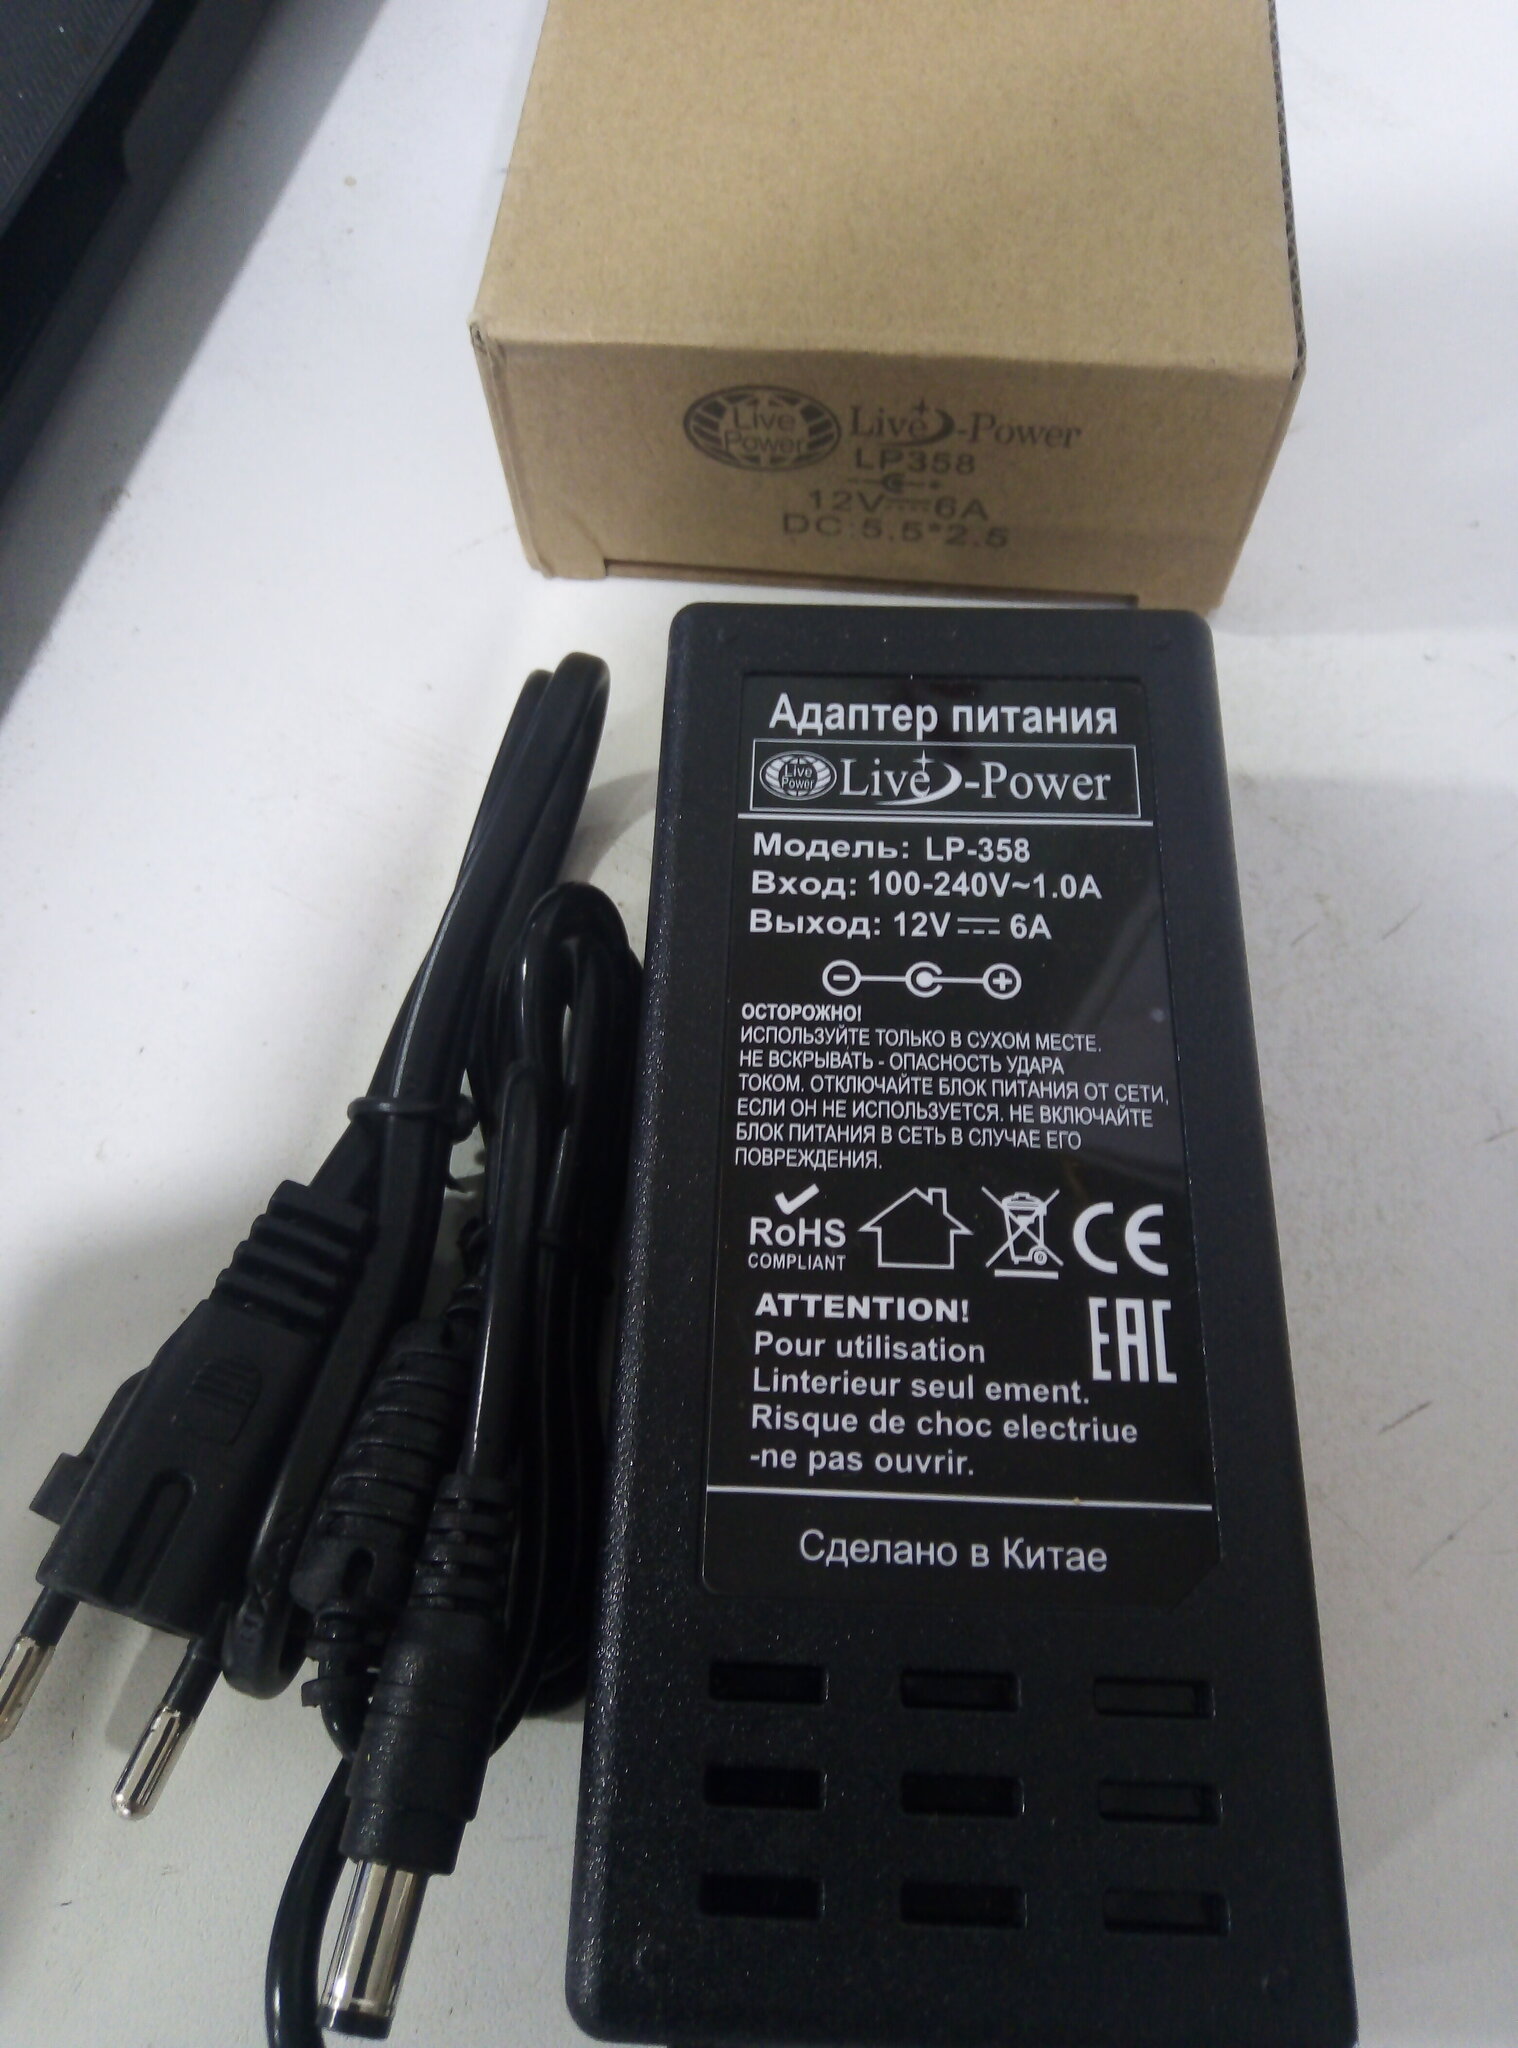 Live
Power
Live-Power
LP358
12V 6A
DC:5.5*2.5
Адаптер питания
Live
Power
Live-Power
Модель: LP-358
Вход: 100-240V~1.0A
Выход: 12V 6A
ОСТОРОЖНО!
ИСПОЛЬЗУЙТЕ ТОЛЬКО В СУХОМ МЕСТЕ.
НЕ ВСКРЫВАТЬ - ОПАСНОСТЬ УДАРА
ТОКОМ. ОТКЛЮЧАЙТЕ БЛОК ПИТАНИЯ ОТ СЕТИ,
ЕСЛИ ОН НЕ ИСПОЛЬЗУЕТСЯ. НЕ ВКЛЮЧАЙТЕ
БЛОК ПИТАНИЯ В СЕТЬ В СЛУЧАЕ ЕГО
ПОВРЕЖДЕНИЯ.
RoHS
COMPLIANT
CE
EAC
ATTENTION!
Pour utilisation
Linterieur seul ement.
Risque de choc electriue
-ne pas ouvrir.
Сделано в Китае